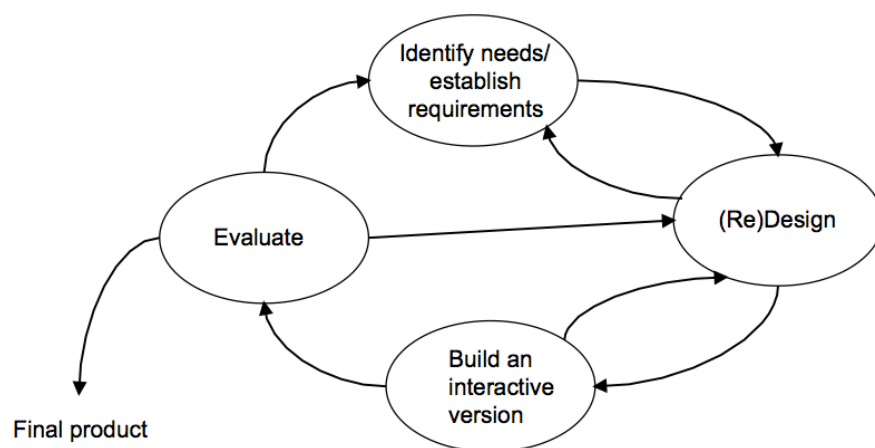 Identify needs/
establish
requirements
(Re)Design
Evaluate
Build an
interactive
version
Final product